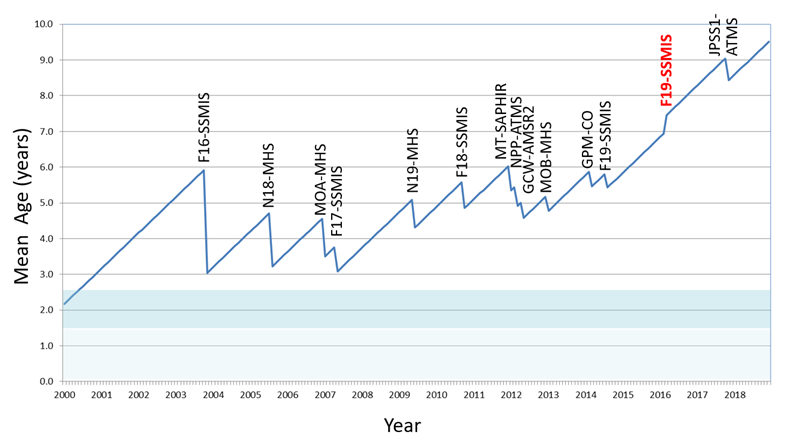 10.0
9.0
8.0
7.0
6.0
5.0
4.0
3.0
2.0
1.0
0.0
Mean Age (years)
F16-SSMIS
N18-MHS
MOA-MHS
F17-SSMIS
N19-MHS
F18-SSMIS
MT-SAPHIR
NPP-ATMS
GCW-AMSR2
MOB-MHS
GPM-CO
F19-SSMIS
F19-SSMIS
JPSS1-
ATMS
2000 2001 2002 2003 2004 2005 2006 2007 2008 2009 2010 2011 2012 2013 2014 2015 2016 2017 2018
Year